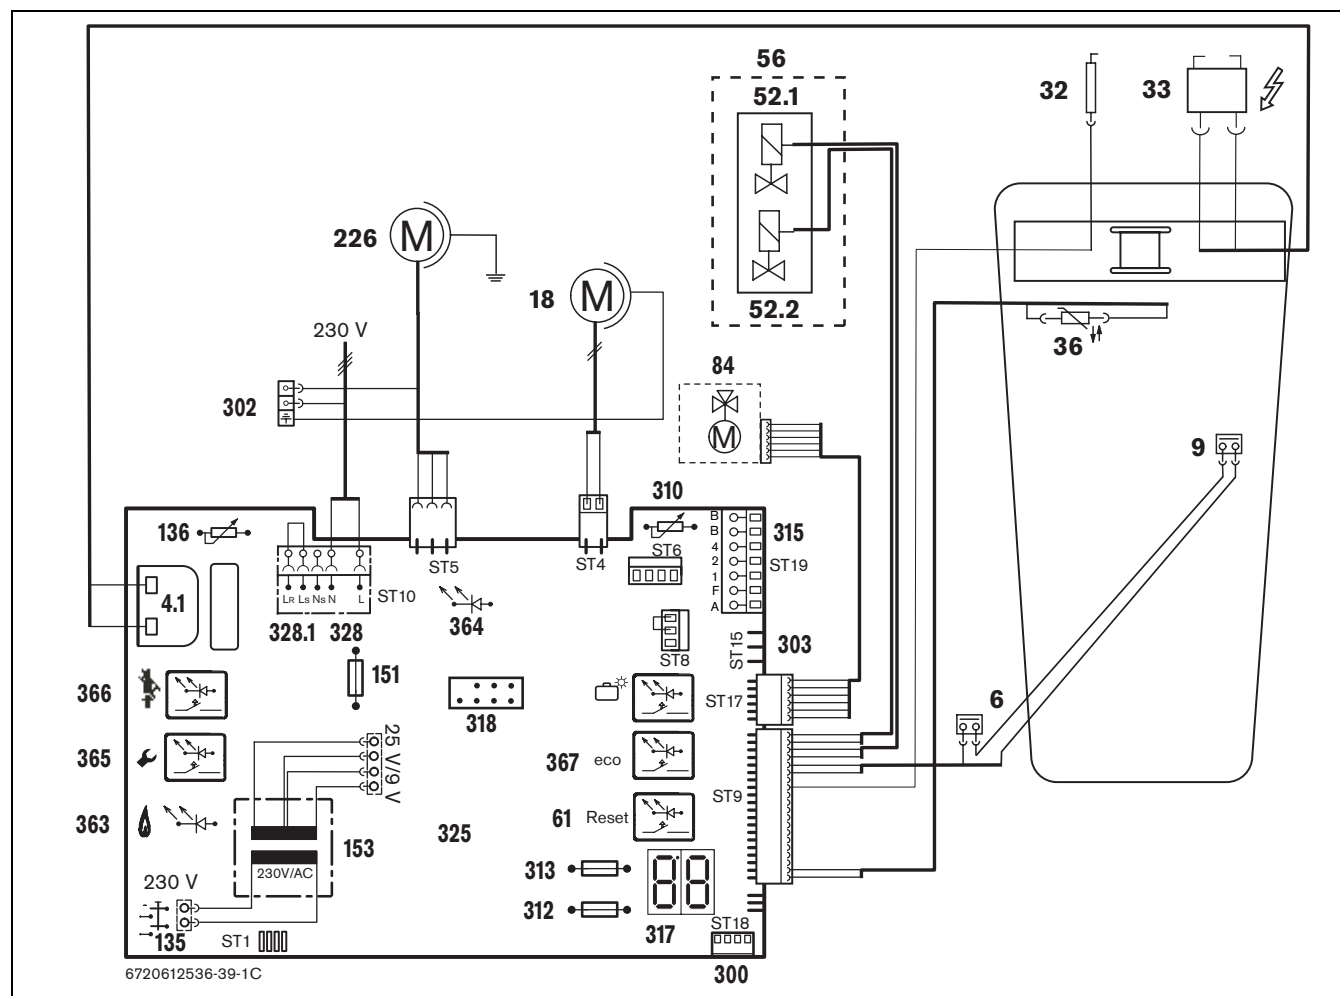 56
52.1
32
33
226
M
18
M
52.2
230 V
36
302
84
M
9
310
136
B
B
4
2
1
F
A
315
ST6
ST5
ST4
ST19
4.1
LR LS NS N L
ST10
328.1
328
364
ST15
303
ST8
151
366
318
ST17
6
365
25 V/9 V
367
eco
ST9
363
61
Reset
325
153
230V/AC
313
230 V
312
135
ST1
317
ST18
300
6720612536-39-1C